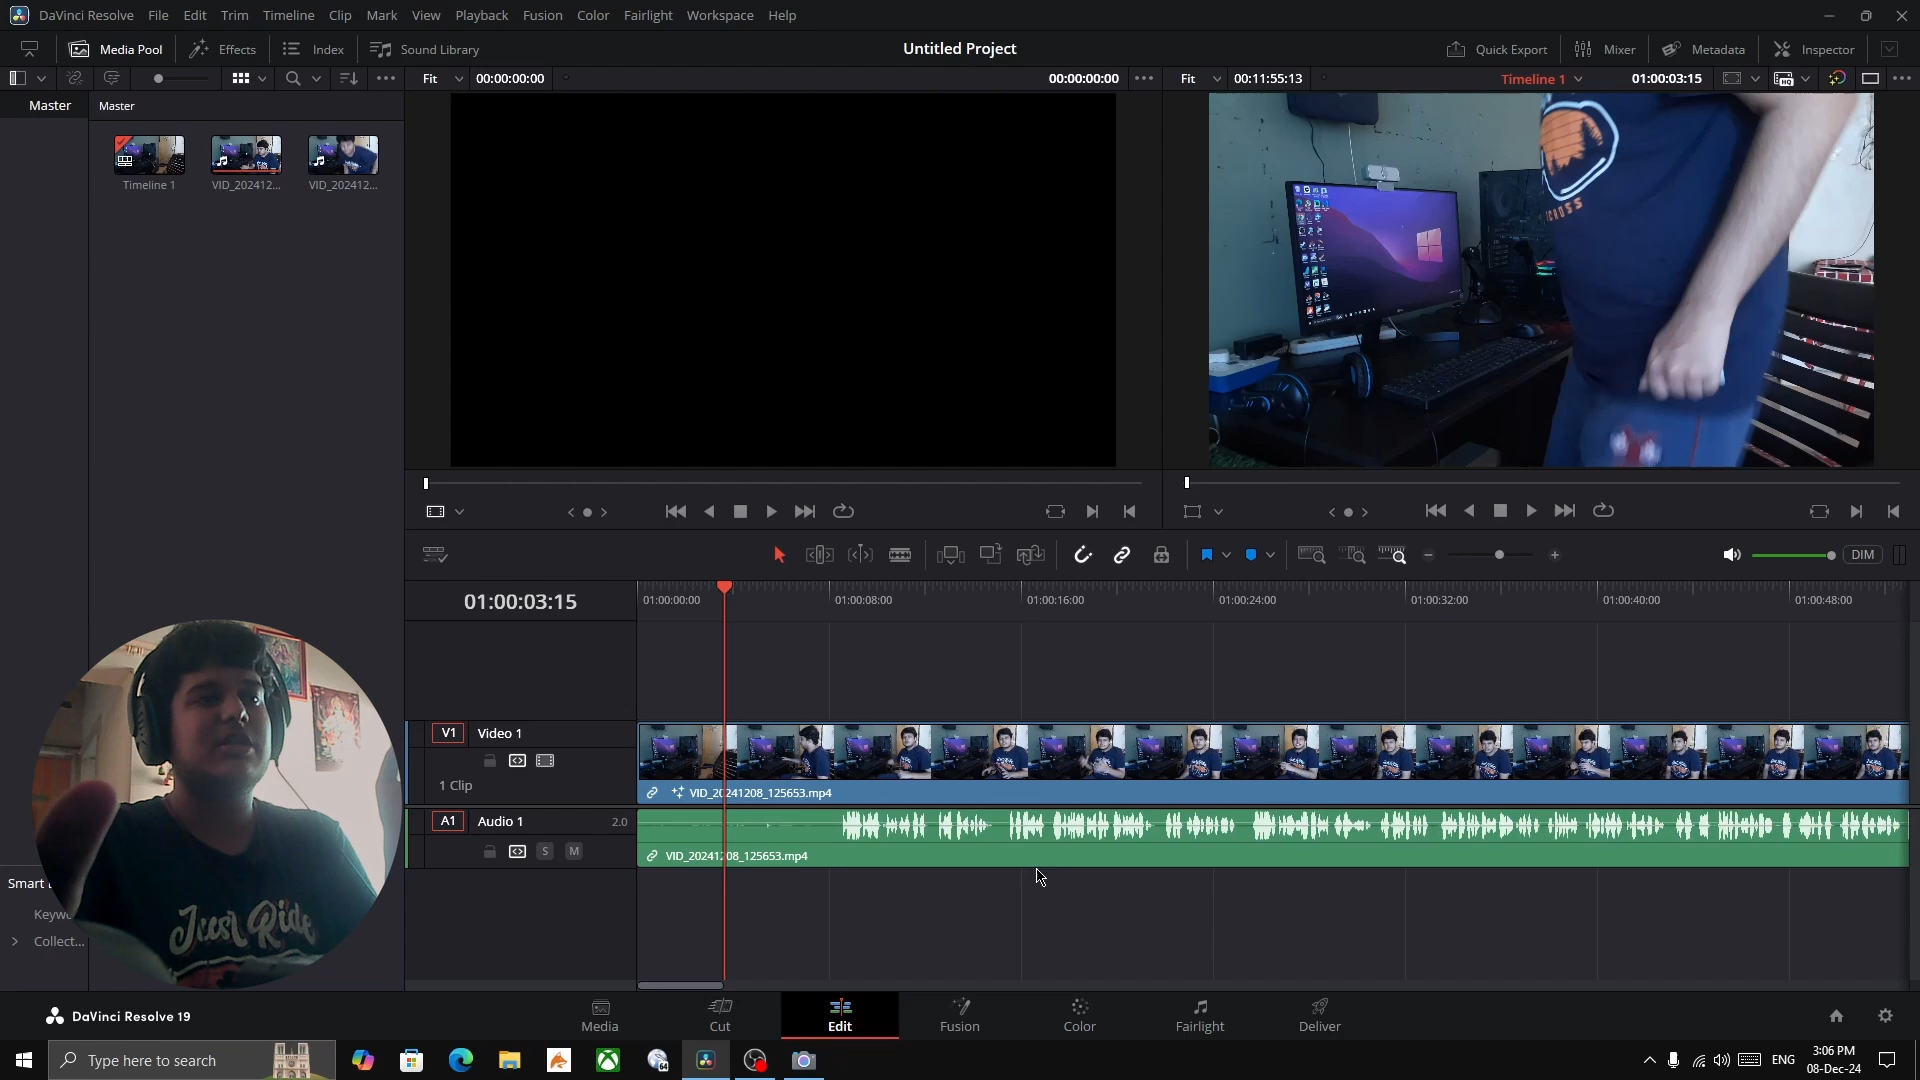 DaVinci Resolve File Edit Trim Timeline Clip Mark View Playback Fusion Color Fairlight Workspace Help
Media Pool Effects Index Sound Library Untitled Project Quick Export Mixer Metadata Inspector
Fit 00:00:00:00 00:00:00:00 Fit 00:11:55:13 Timeline 1 01:00:03:15
Master Master
Timeline 1 VID_202412... VID_202412...
CROSS
DIM
01:00:03:15 01:00:00:00 01:00:08:00 01:00:16:00 01:00:24:00 01:00:32:00 01:00:40:00 01:00:48:00
V1 Video 1
1 Clip
VID_20241208_125653.mp4
A1 Audio 1 2.0
S M
VID_20241208_125653.mp4
Smart
Keywo
Collect...
Just Ride
DaVinci Resolve 19
Media Cut Edit Fusion Color Fairlight Deliver
Type here to search
64
ENG
3:06 PM
08-Dec-24